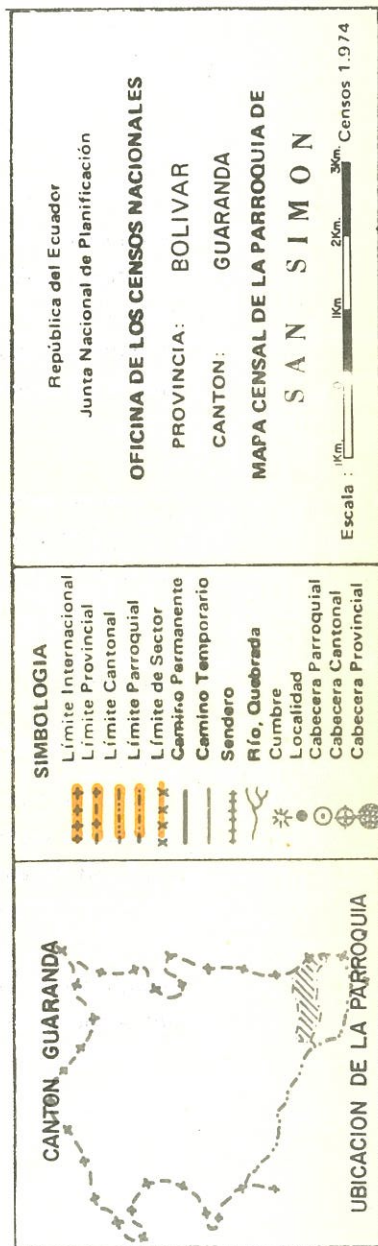 CANTON GUARANDA
UBICACION DE LA PARROQUIA
SIMBOLOGIA
Límite Internacional
Límite Provincial
Límite Cantonal
Límite Parroquial
Límite de Sector
Camino Permanente
Camino Temporario
Sendero
Río, Quebrada
Cumbre
Localidad
Cabecera Parroquial
Cabecera Cantonal
Cabecera Provincial
República del Ecuador
Junta Nacional de Planificación
OFICINA DE LOS CENSOS NACIONALES
PROVINCIA: BOLIVAR
CANTON: GUARANDA
MAPA CENSAL DE LA PARROQUIA DE
SAN SIMON
1Km. 0 1Km 2Km. 3Km.
Escala : Censos 1.974